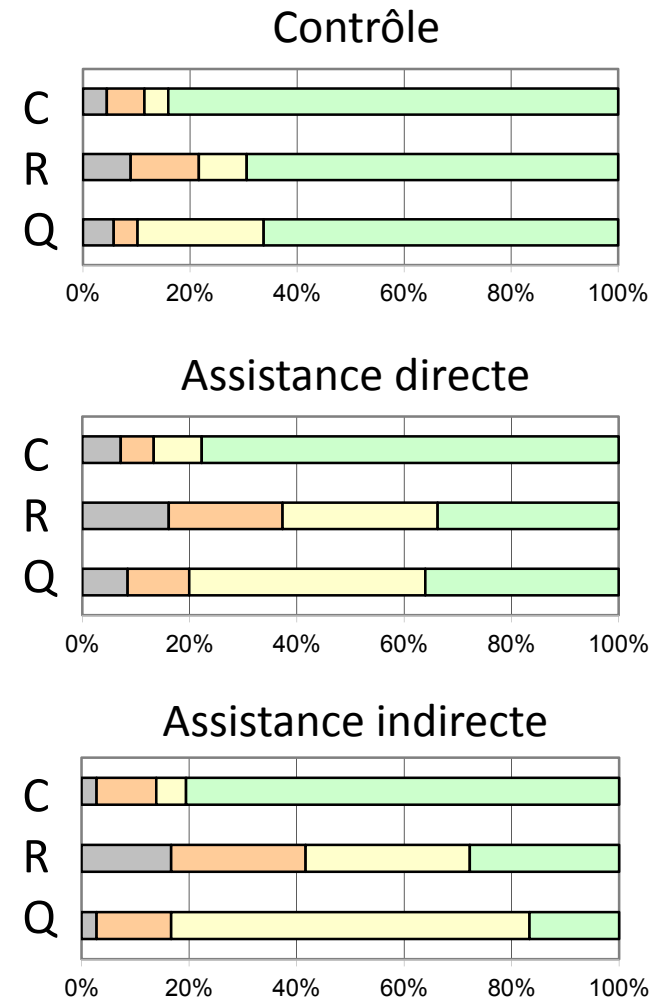 Contrôle
C
R
Q
0% 20% 40% 60% 80% 100%
Assistance directe
C
R
Q
0% 20% 40% 60% 80% 100%
Assistance indirecte
C
R
Q
0% 20% 40% 60% 80% 100%